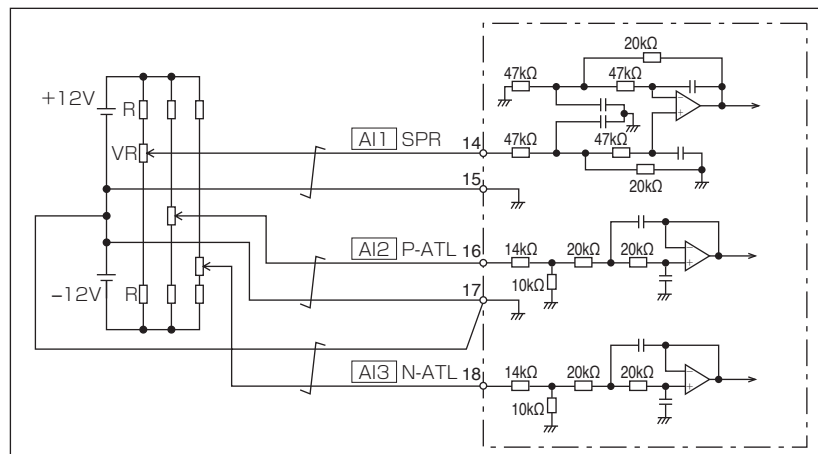 20kΩ
47kΩ
47kΩ
+12V
R
−
+
AI1 SPR
14
47kΩ
47kΩ
VR
15
20kΩ
AI2 P-ATL
16
14kΩ
20kΩ
20kΩ
−
+
−12V
R
17
10kΩ
AI3 N-ATL
18
14kΩ
20kΩ
20kΩ
−
+
10kΩ